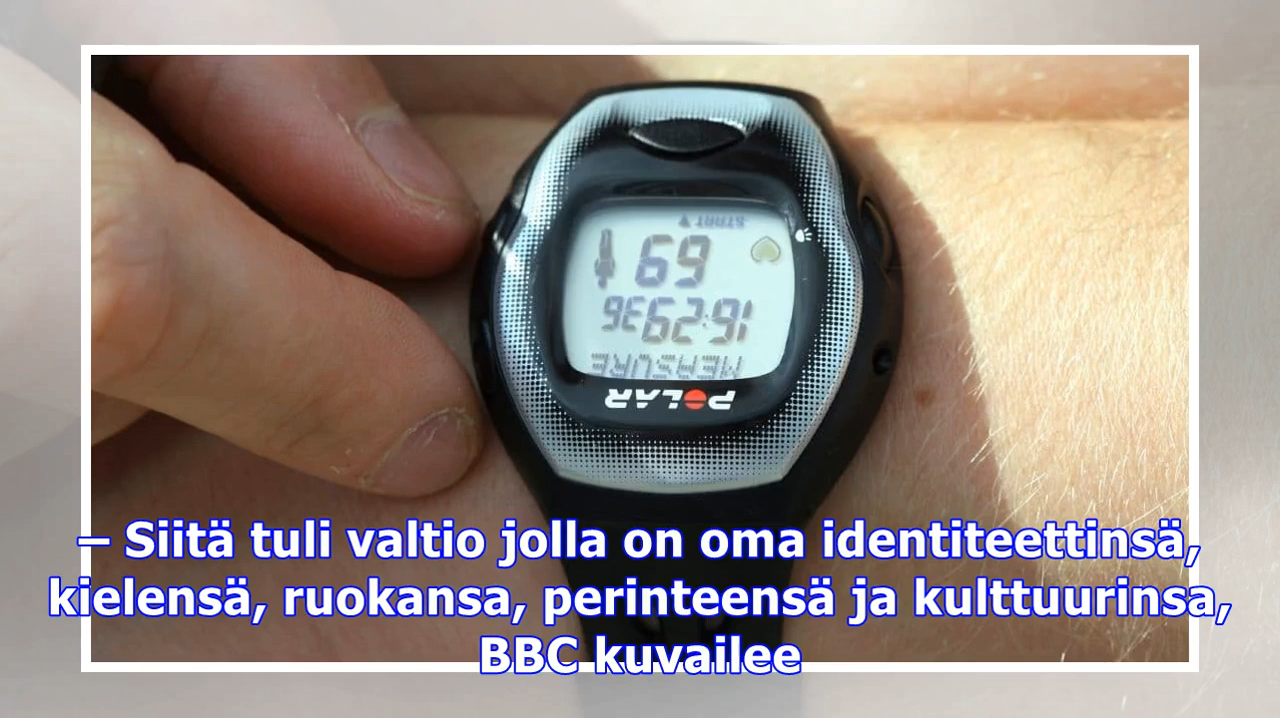 POLAR
MEASURE
16:29 36
69
START
– Siitä tuli valtio jolla on oma identiteettinsä,
kielensä, ruokansa, perinteensä ja kulttuurinsa,
BBC kuvailee